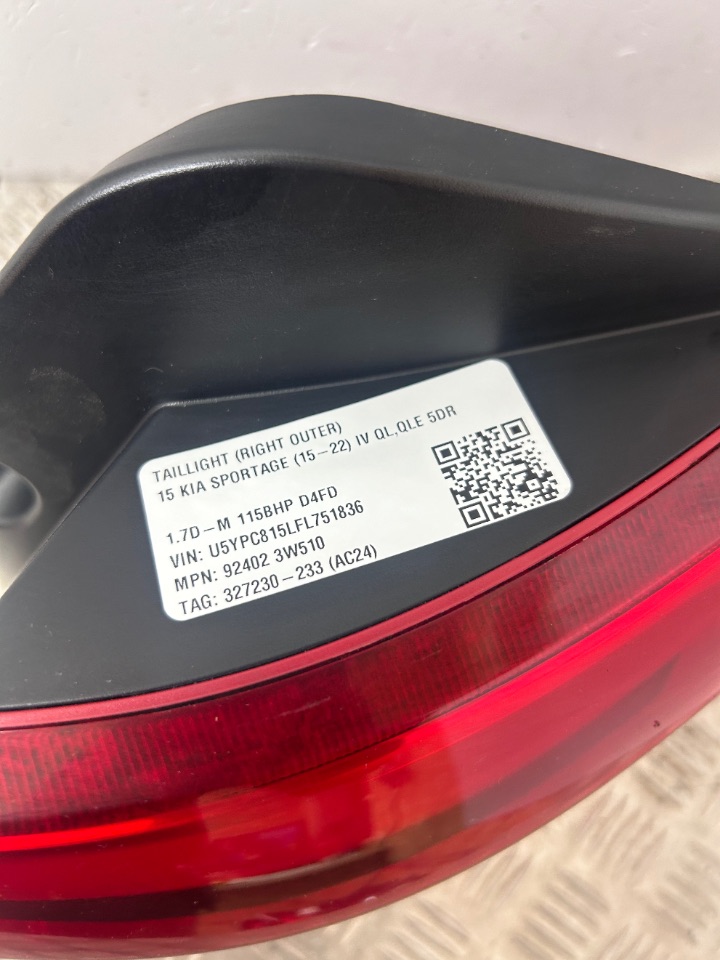 TAILLIGHT (RIGHT OUTER)
15 KIA SPORTAGE (15-22) IV QL,QLE 5DR
1.7D-M 115BHP D4FD
VIN: U5YPC815LFL751836
MPN: 92402 3W510
TAG: 327230-233 (AC24)